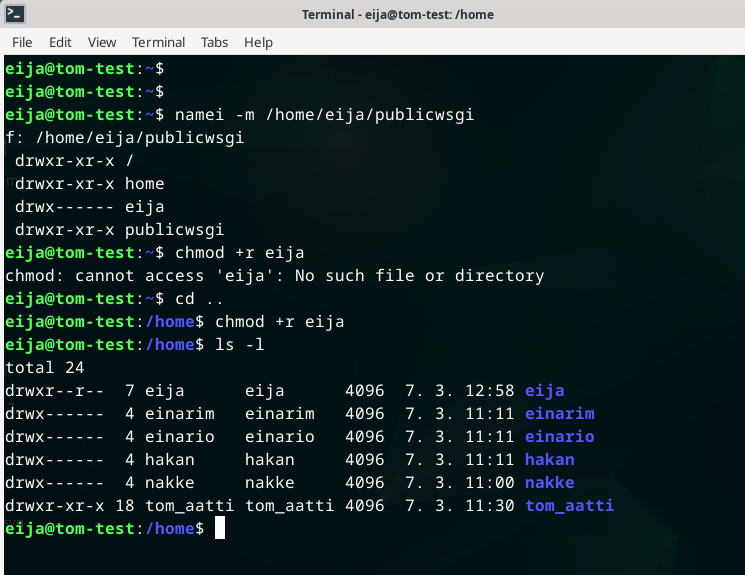 Terminal - eija@tom-test: /home
File Edit View Terminal Tabs Help
eija@tom-test:~$
eija@tom-test:~$
eija@tom-test:~$ namei -m /home/eija/publicwsgi
f: /home/eija/publicwsgi
 drwxr-xr-x /
 drwxr-xr-x home
 drwx------ eija
 drwxr-xr-x publicwsgi
eija@tom-test:~$ chmod +r eija
chmod: cannot access 'eija': No such file or directory
eija@tom-test:~$ cd ..
eija@tom-test:/home$ chmod +r eija
eija@tom-test:/home$ ls -l
total 24
drwxr--r--  7 eija      eija      4096  7. 3. 12:58 eija
drwx------  4 einarim   einarim   4096  7. 3. 11:11 einarim
drwx------  4 einario   einario   4096  7. 3. 11:11 einario
drwx------  4 hakan     hakan     4096  7. 3. 11:11 hakan
drwx------  4 nakke     nakke     4096  7. 3. 11:00 nakke
drwxr-xr-x 18 tom_aatti tom_aatti 4096  7. 3. 11:30 tom_aatti
eija@tom-test:/home$